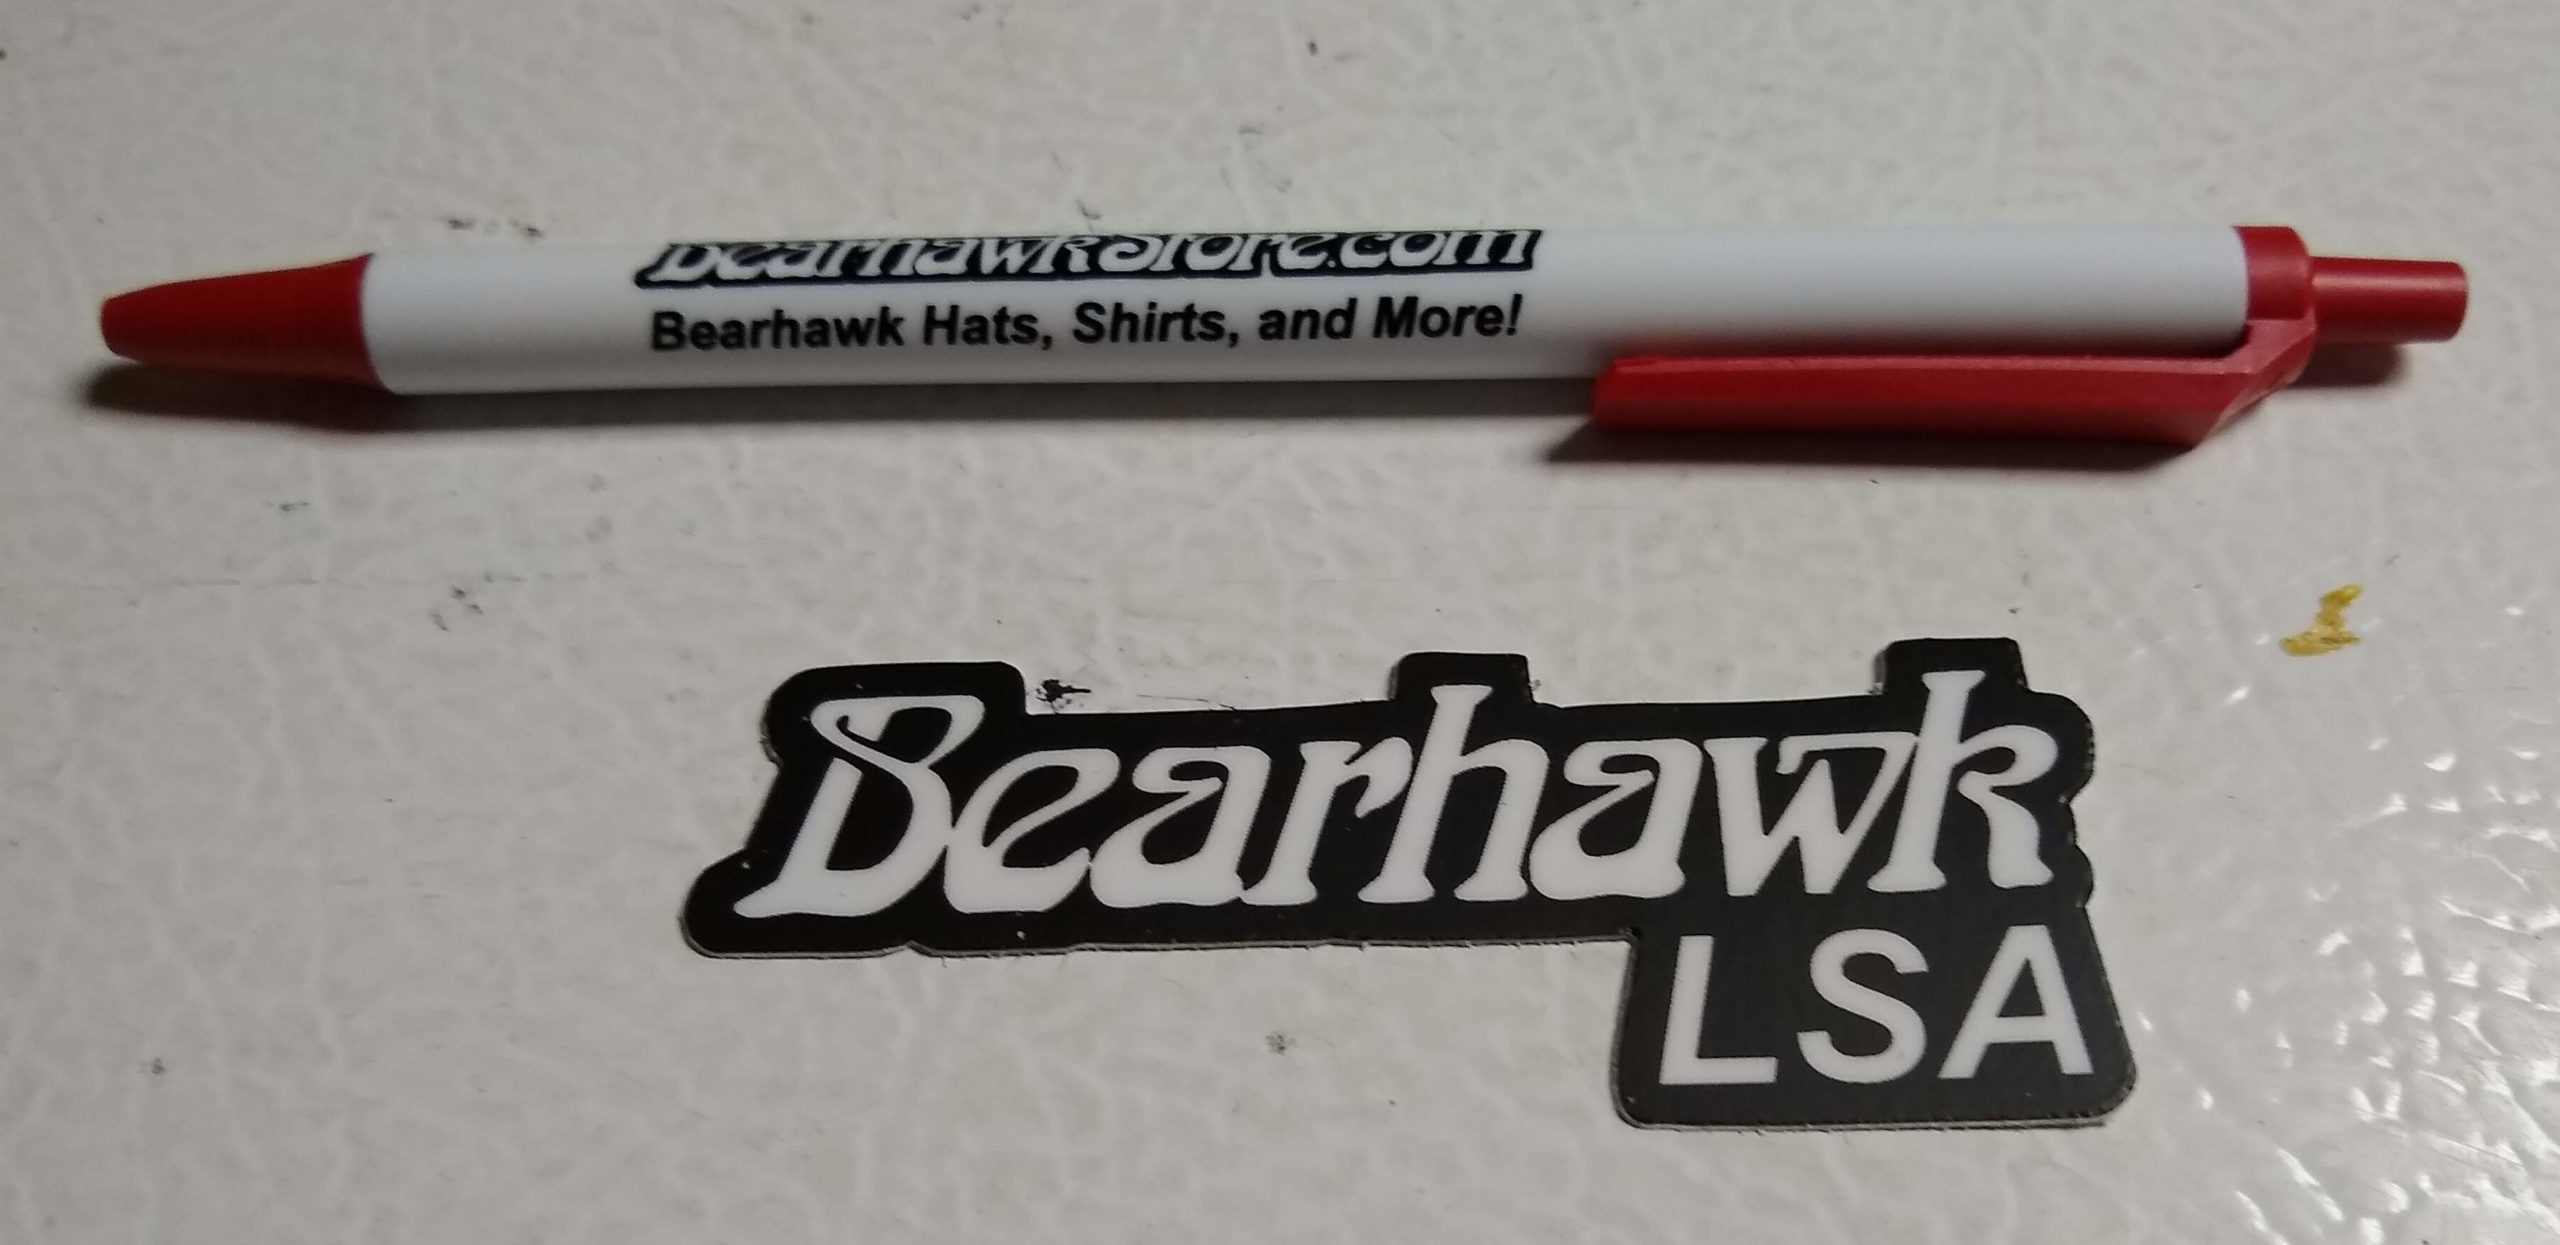 BearhawkStore.com
Bearhawk Hats, Shirts, and More!
Bearhawk
LSA